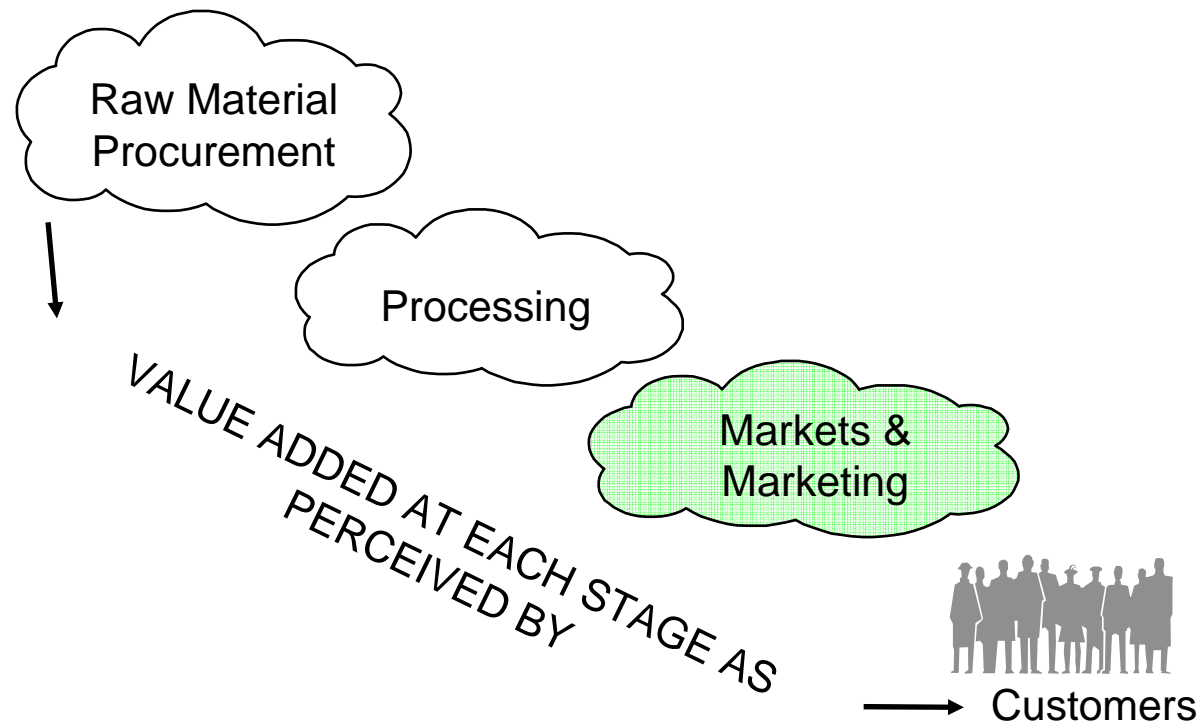 Raw Material
Procurement
Processing
Markets &
Marketing
VALUE ADDED AT EACH STAGE AS
PERCEIVED BY
Customers